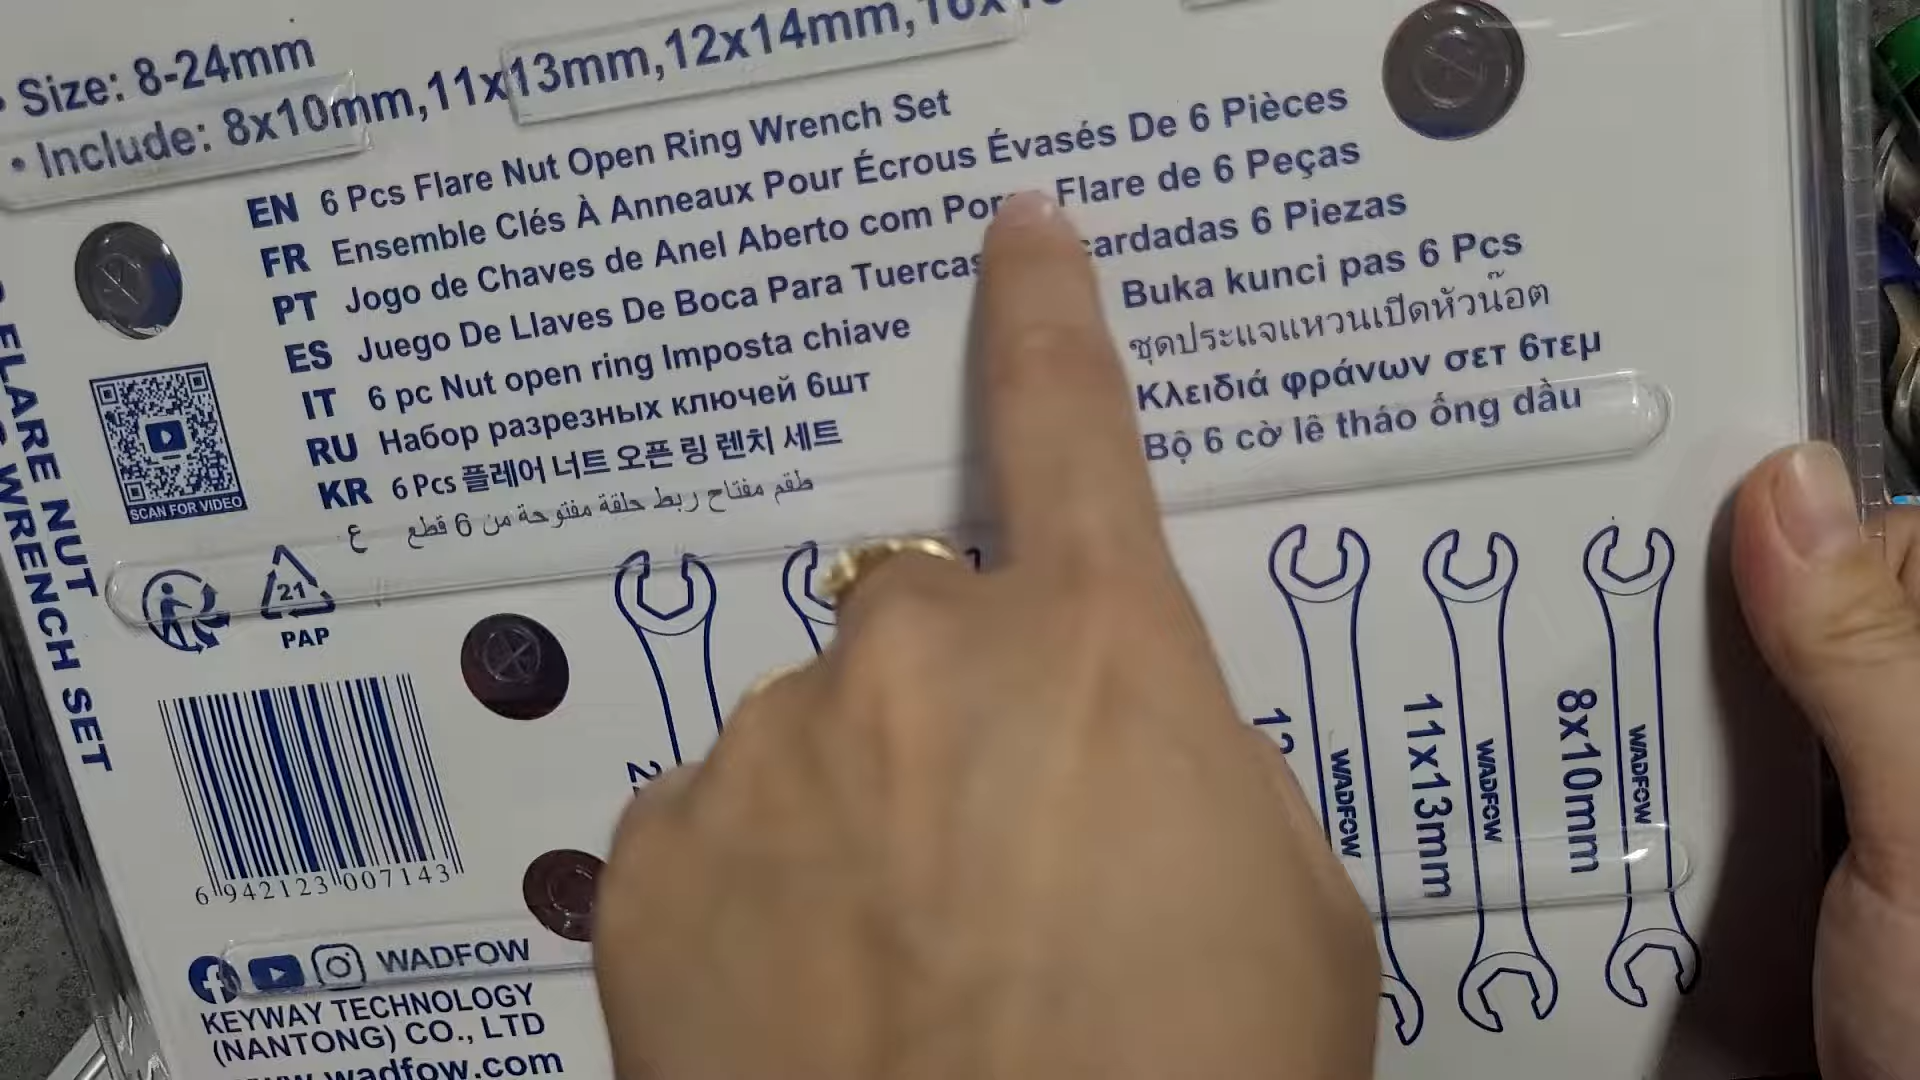 • Size: 8-24mm
• Include: 8x10mm,11x13mm,12x14mm,
EN 6 Pcs Flare Nut Open Ring Wrench Set
FR Ensemble Clés À Anneaux Pour Écrous Évasés De 6 Pièces
PT Jogo de Chaves de Anel Aberto com Flare de 6 Peças
ES Juego De Llaves De Boca Para Tuercas 6 Piezas
IT 6 pc Nut open ring Imposta chiave
RU Набор разрезных ключей 6шт
KR 6 Pcs 플레어 너트 오픈 링 렌치 세트
ع طقم مفتاح ربط حلقة مفتوحة من 6 قطع
Buka kunci pas 6 Pcs
ชุดประแจแหวนเปิดหัวน๊อต
Κλειδιά φράνων σετ 6τεμ
Bộ 6 cờ lê tháo ống dầu
FLARE NUT
WRENCH SET
SCAN FOR VIDEO
21
PAP
6 942123 007143
WADFOW
11x13mm
WADFOW
8x10mm
WADFOW
WADFOW
KEYWAY TECHNOLOGY
(NANTONG) CO., LTD
www.wadfow.com